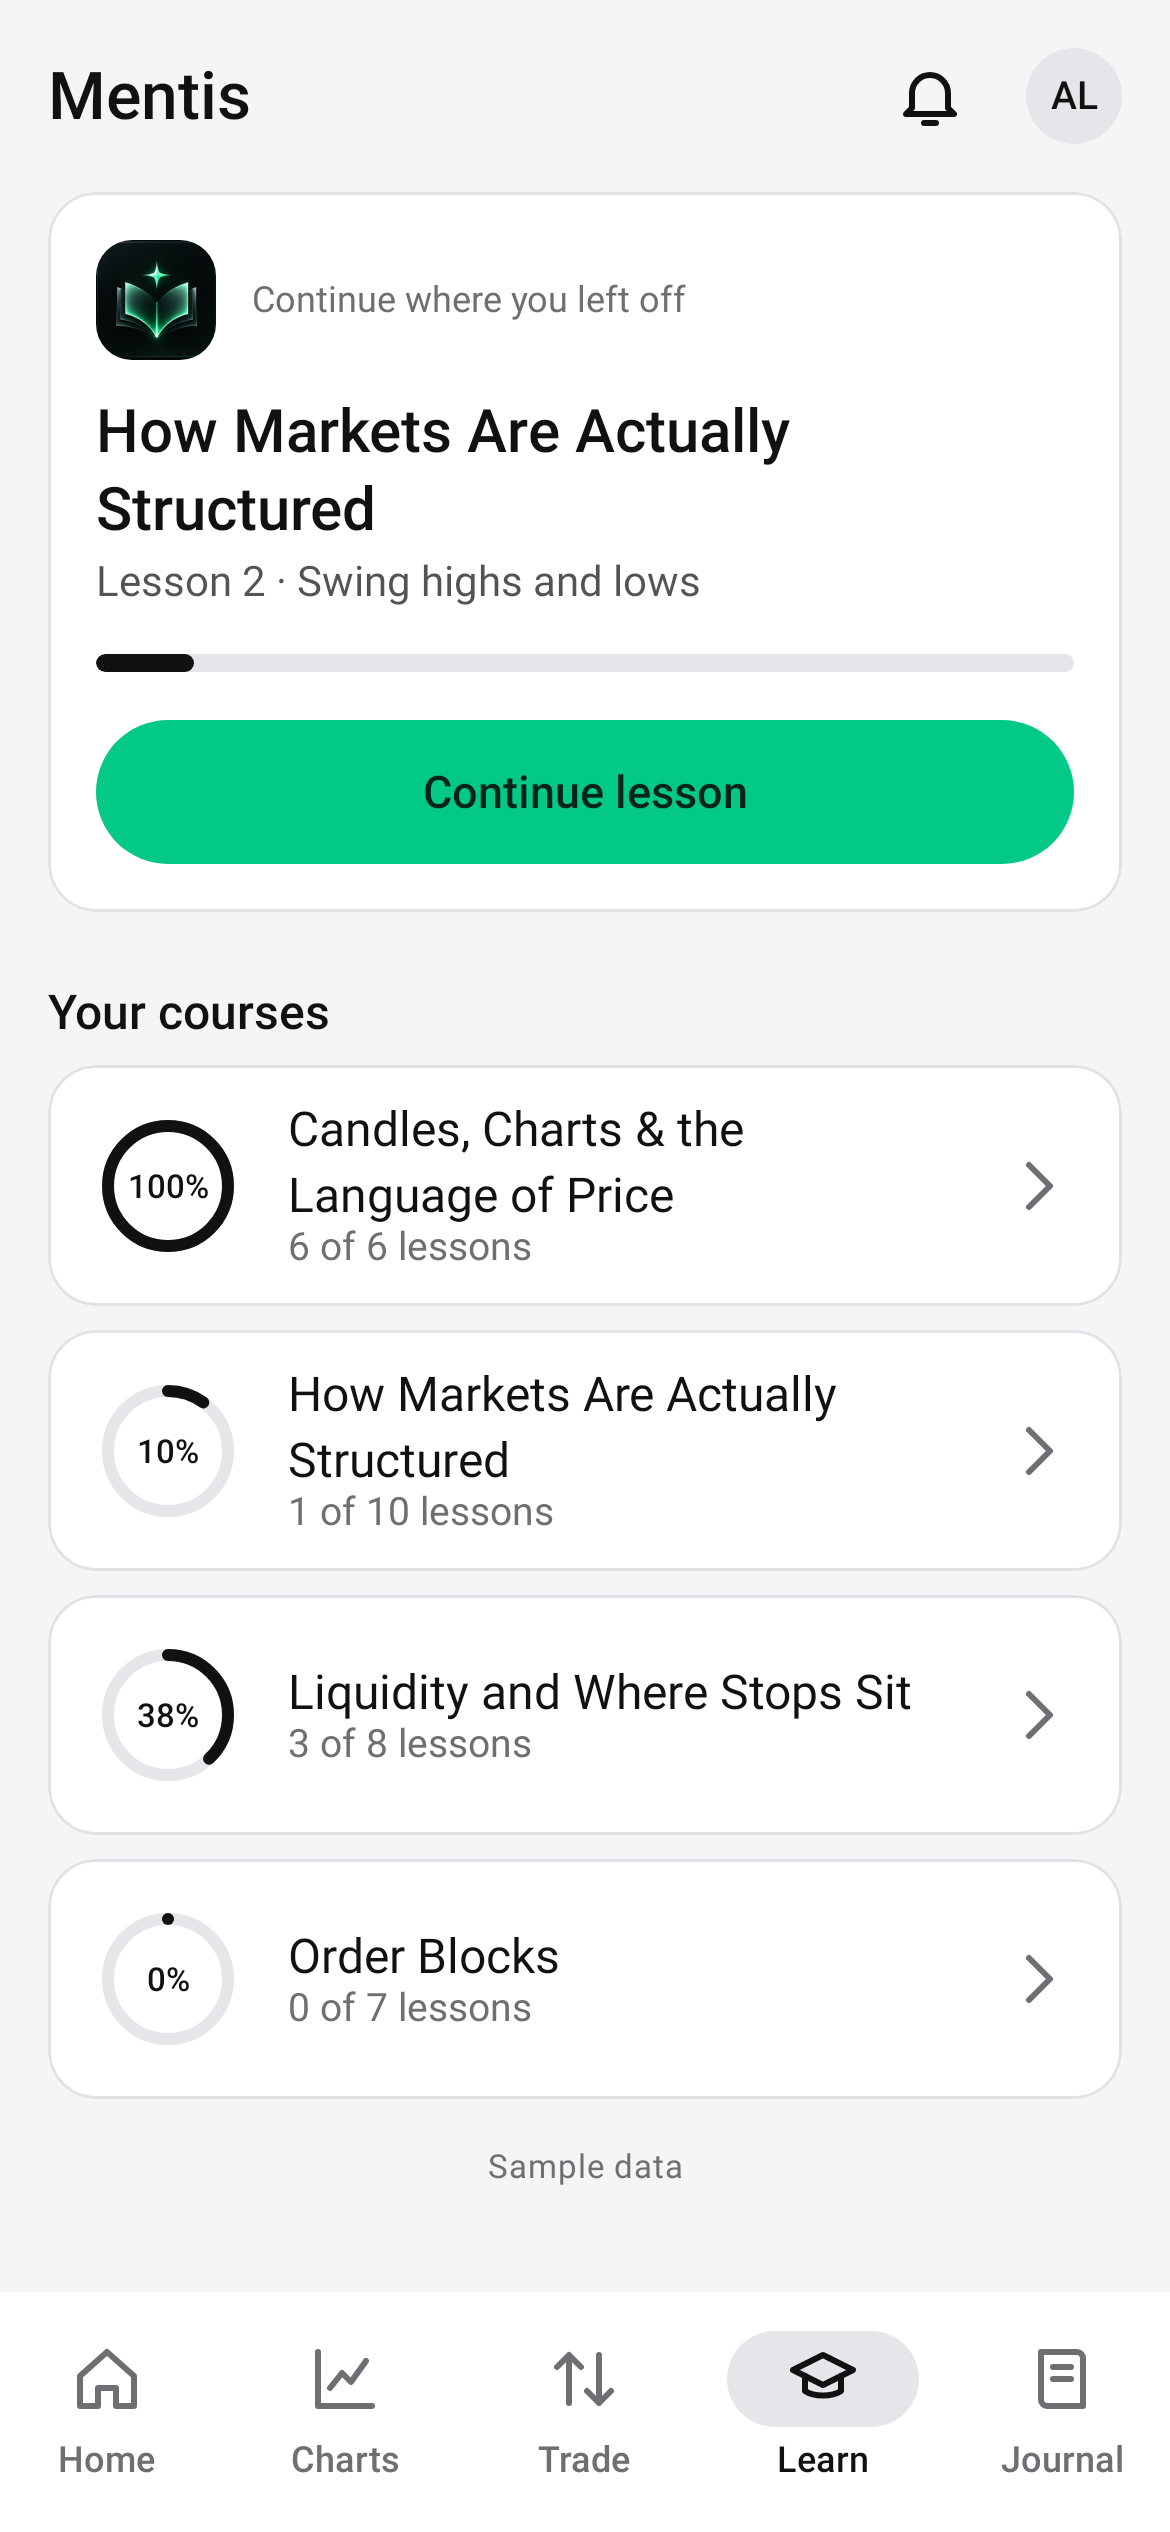 Mentis
AL
Continue where you left off
How Markets Are Actually
Structured
Lesson 2 · Swing highs and lows
Continue lesson
Your courses
100%
Candles, Charts & the
Language of Price
6 of 6 lessons
10%
How Markets Are Actually
Structured
1 of 10 lessons
38%
Liquidity and Where Stops Sit
3 of 8 lessons
0%
Order Blocks
0 of 7 lessons
Sample data
Home
Charts
Trade
Learn
Journal